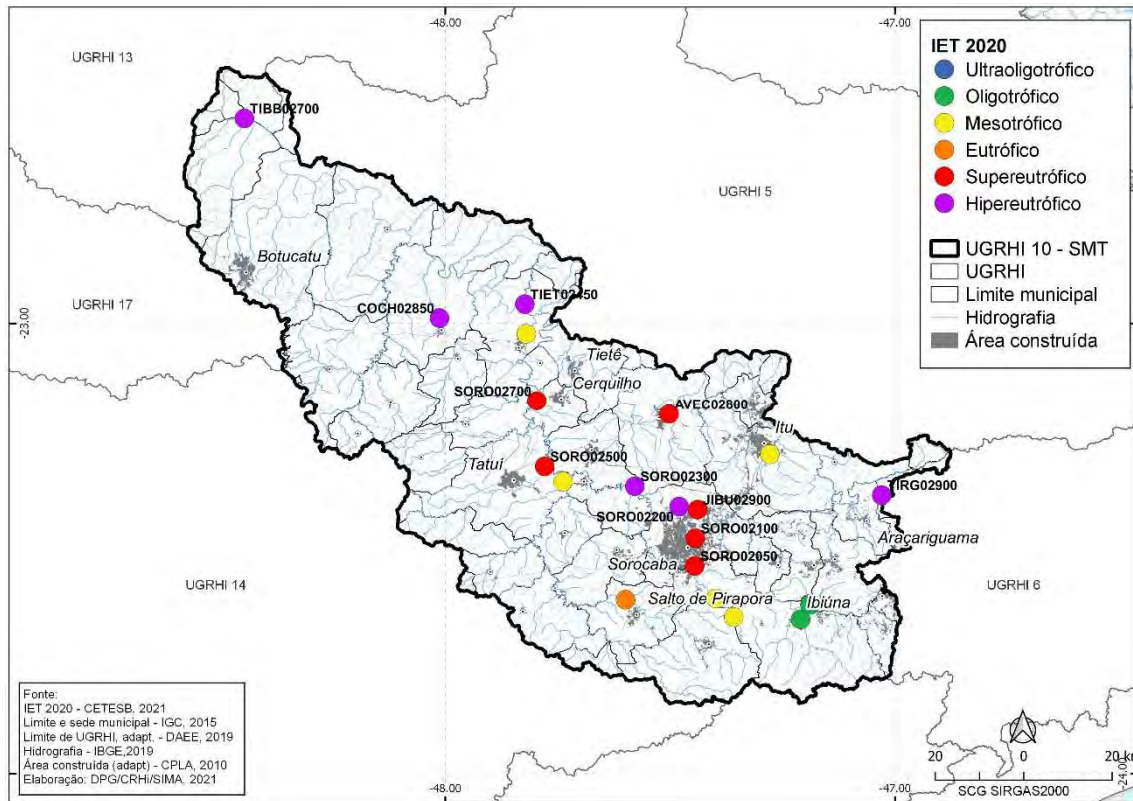 -48.00
-47.00
UGRHI 13
TIBB02700
UGRHI 5
Botucatu
UGRHI 17
COCH02850
TIET02450
-23.00
Tietê
Cerquilho
SORO02700
AVEC02800
Itu
SORO02500
Tatuí
SORO02300
TIRG02900
JIBU02900
SORO02200
SORO02100
Araçariguama
SORO02050
Sorocaba
UGRHI 14
Salto de Pirapora
Ibiúna
UGRHI 6
IET 2020
Ultraoligotrófico
Oligotrófico
Mesotrófico
Eutrófico
Supereutrófico
Hipereutrófico
UGRHI 10 - SMT
UGRHI
Limite municipal
Hidrografia
Área construída
Fonte:
IET 2020 - CETESB, 2021
Limite e sede municipal - IGC, 2015
Limite de UGRHI, adapt. - DAEE, 2019
Hidrografia - IBGE,2019
Área construída (adapt) - CPLA, 2010
Elaboração: DPG/CRHi/SIMA, 2021
20 0 20 km
SCG SIRGAS2000
-24.00
-48.00
-47.00